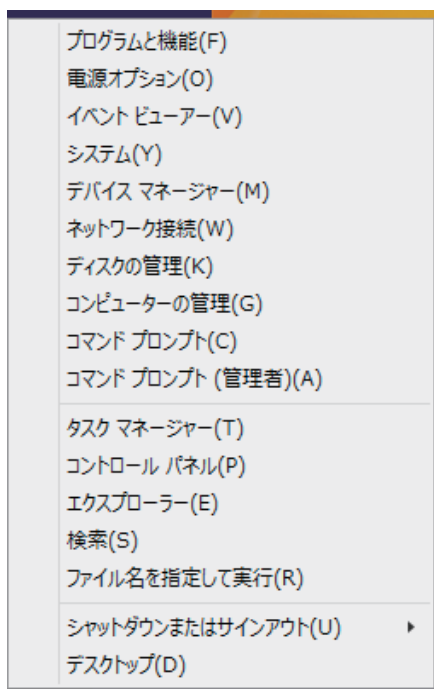 プログラムと機能(F)
電源オプション(O)
イベント ビューアー(V)
システム(Y)
デバイス マネージャー(M)
ネットワーク接続(W)
ディスクの管理(K)
コンピューターの管理(G)
コマンド プロンプト(C)
コマンド プロンプト (管理者)(A)
タスク マネージャー(T)
コントロール パネル(P)
エクスプローラー(E)
検索(S)
ファイル名を指定して実行(R)
シャットダウンまたはサインアウト(U)
デスクトップ(D)